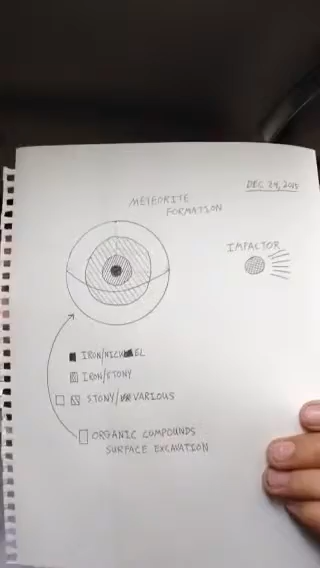 DEC 29, 2015
METEORITE
FORMATION
IMPACTOR
IRON/NICKEL
IRON/STONY
STONY/VARIOUS
ORGANIC COMPOUNDS
SURFACE EXCAVATION